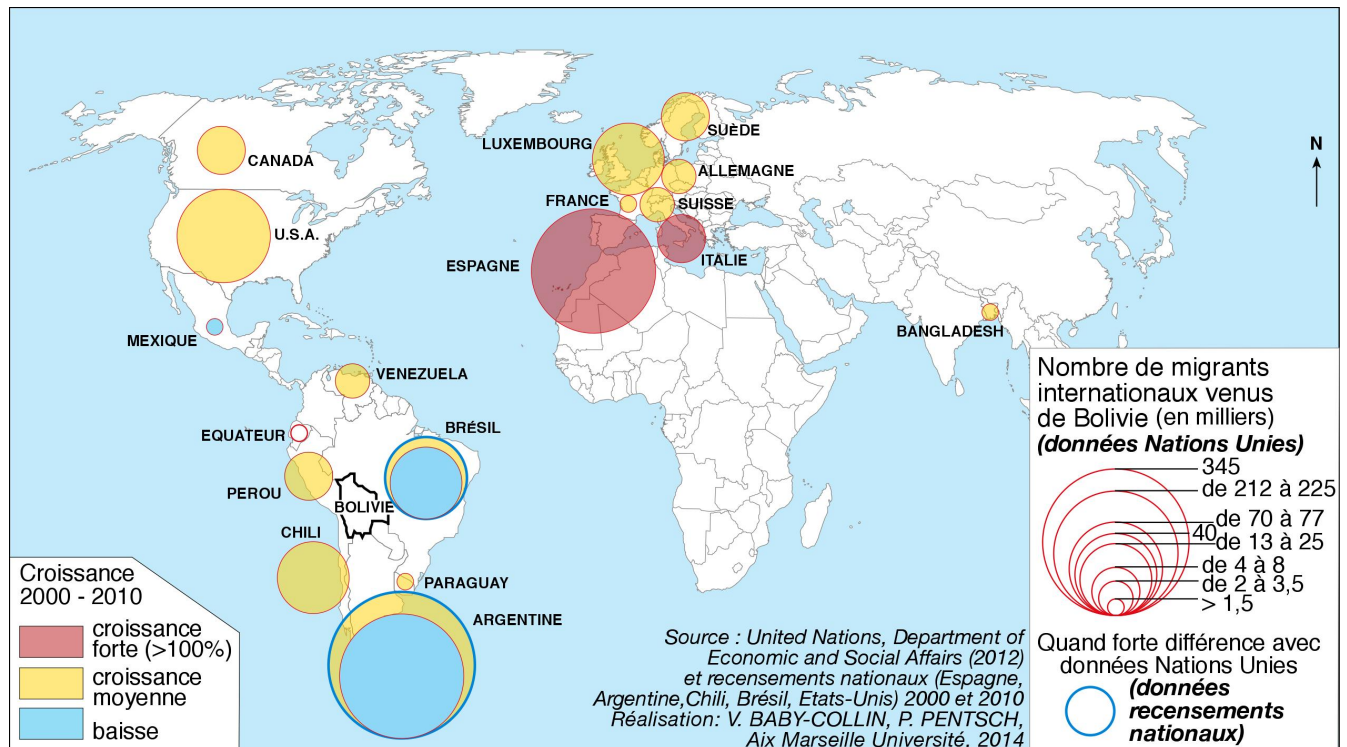 CANADA
U.S.A.
MEXIQUE
VENEZUELA
EQUATEUR
BRéSIL
PEROU
BOLIVIE
CHILI
PARAGUAY
ARGENTINE
LUXEMBOURG
SUèDE
ALLEMAGNE
FRANCE
SUISSE
ESPAGNE
ITALIE
BANGLADESH
N
Croissance
2000 - 2010
croissance
forte (>100%)
croissance
moyenne
baisse
Source : United Nations, Department of
Economic and Social Affairs (2012)
et recensements nationaux (Espagne,
Argentine,Chili, Brésil, Etats-Unis) 2000 et 2010
Réalisation: V. BABY-COLLIN, P. PENTSCH,
Aix Marseille Université, 2014
Nombre de migrants
internationaux venus
de Bolivie (en milliers)
(données Nations Unies)
345
de 212 à 225
de 70 à 77
40
de 13 à 25
de 4 à 8
de 2 à 3,5
> 1,5
Quand forte différence avec
données Nations Unies
(données
recensements
nationaux)